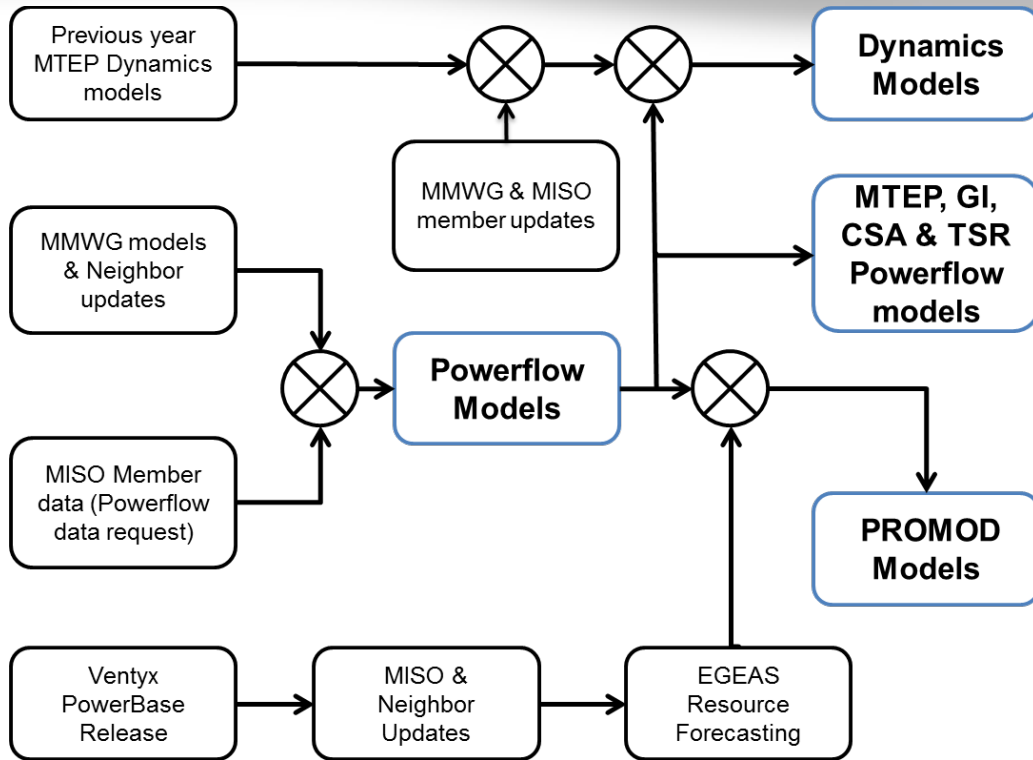 Previous year
MTEP Dynamics
models
Dynamics
Models
MMWG & MISO
member updates
MMWG models
& Neighbor
updates
MTEP, GI,
CSA & TSR
Powerflow
models
Powerflow
Models
MISO Member
data (Powerflow
data request)
PROMOD
Models
Ventyx
PowerBase
Release
MISO &
Neighbor
Updates
EGEAS
Resource
Forecasting